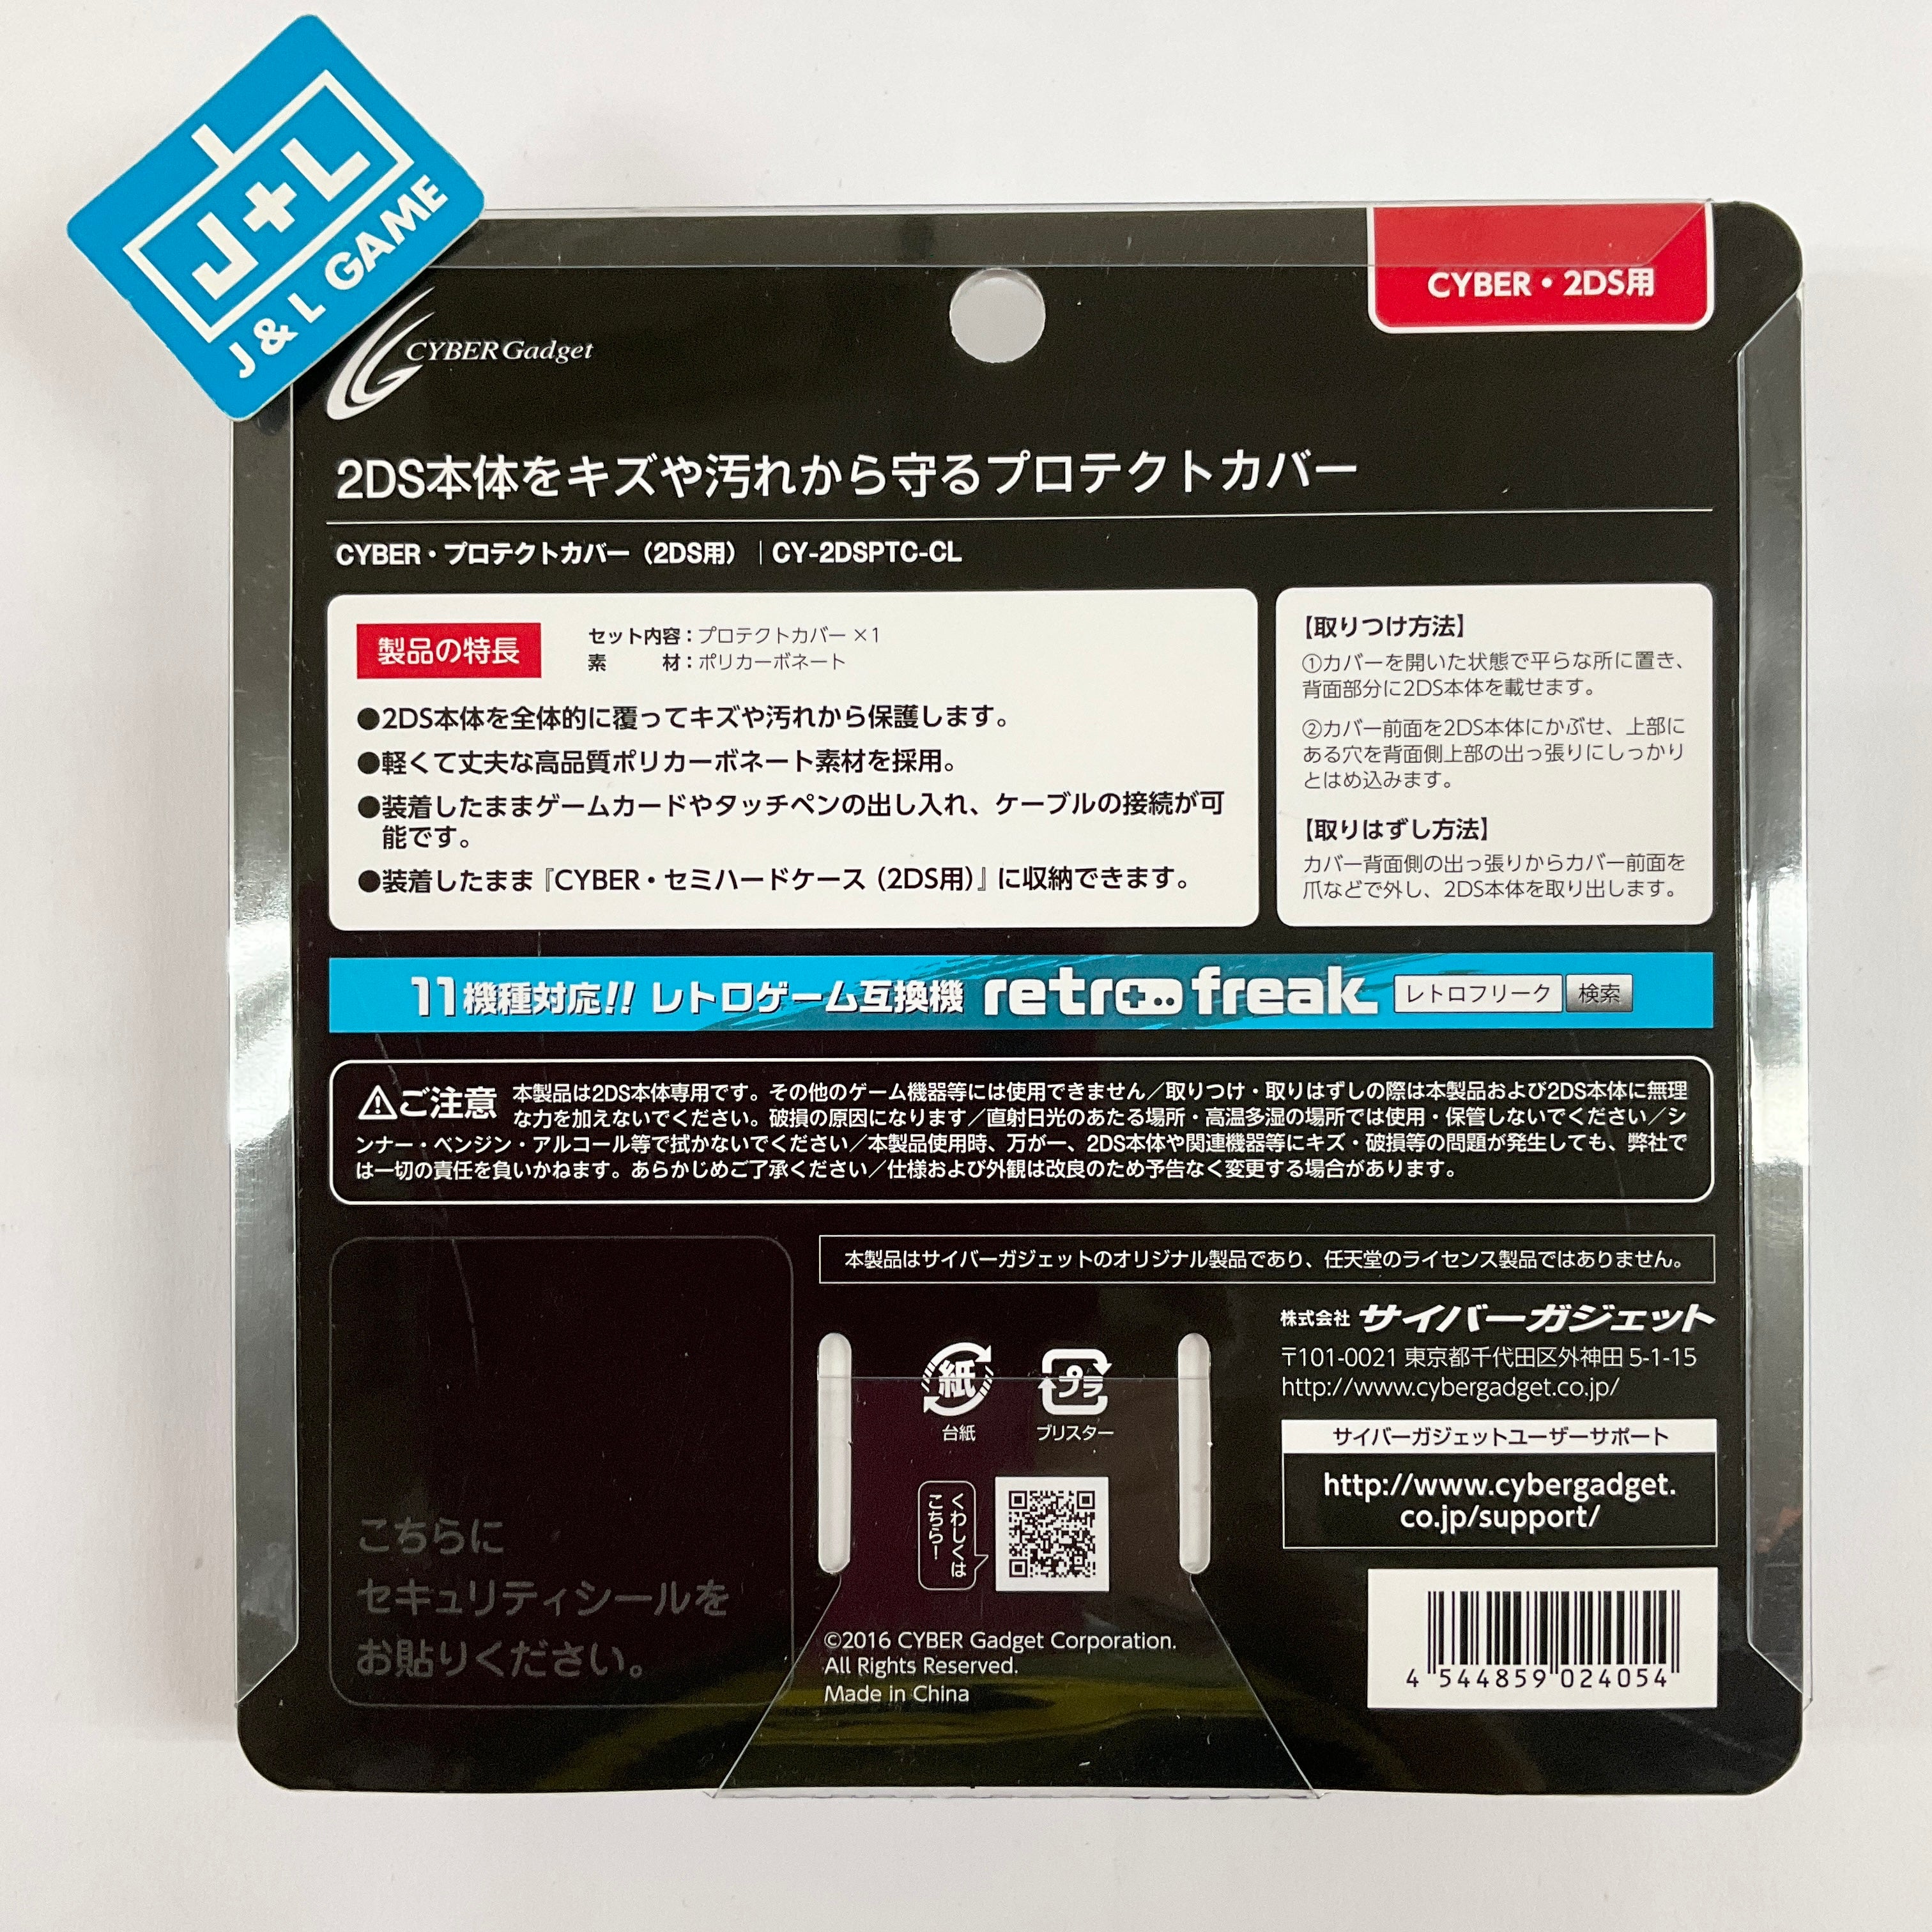 J+L
J & L GAME
CYBER・2DS用
CYBER Gadget
2DS本体をキズや汚れから守るプロテクトカバー
CYBER・プロテクトカバー（2DS用）｜CY-2DSPTC-CL
製品の特長
セット内容：プロテクトカバー ×1
素　材：ポリカーボネート
●2DS本体を全体的に覆ってキズや汚れから保護します。
●軽くて丈夫な高品質ポリカーボネート素材を採用。
●装着したままゲームカードやタッチペンの出し入れ、ケーブルの接続が可
能です。
●装着したまま『CYBER・セミハードケース（2DS用）』に収納できます。
【取りつけ方法】
①カバーを開いた状態で平らな所に置き、
背面部分に2DS本体を載せます。
②カバー前面を2DS本体にかぶせ、上部に
ある穴を背面側上部の出っ張りにしっかり
とはめ込みます。
【取りはずし方法】
カバー背面側の出っ張りからカバー前面を
爪などで外し、2DS本体を取り出します。
11機種対応!! レトロゲーム互換機 retro freak レトロフリーク 検索
⚠ご注意 本製品は2DS本体専用です。その他のゲーム機器等には使用できません／取りつけ・取りはずしの際は本製品および2DS本体に無理
な力を加えないでください。破損の原因になります／直射日光のあたる場所・高温多湿の場所では使用・保管しないでください／シ
ンナー・ベンジン・アルコール等で拭かないでください／本製品使用時、万が一、2DS本体や関連機器等にキズ・破損等の問題が発生しても、弊社で
は一切の責任を負いかねます。あらかじめご了承ください／仕様および外観は改良のため予告なく変更する場合があります。
本製品はサイバーガジェットのオリジナル製品であり、任天堂のライセンス製品ではありません。
こちらに
セキュリティシールを
お貼りください。
紙
台紙
プラ
ブリスター
くわしくは
こちら！
©2016 CYBER Gadget Corporation.
All Rights Reserved.
Made in China
株式会社 サイバーガジェット
〒101-0021 東京都千代田区外神田 5-1-15
http://www.cybergadget.co.jp/
サイバーガジェットユーザーサポート
http://www.cybergadget.
co.jp/support/
4 544859 024054